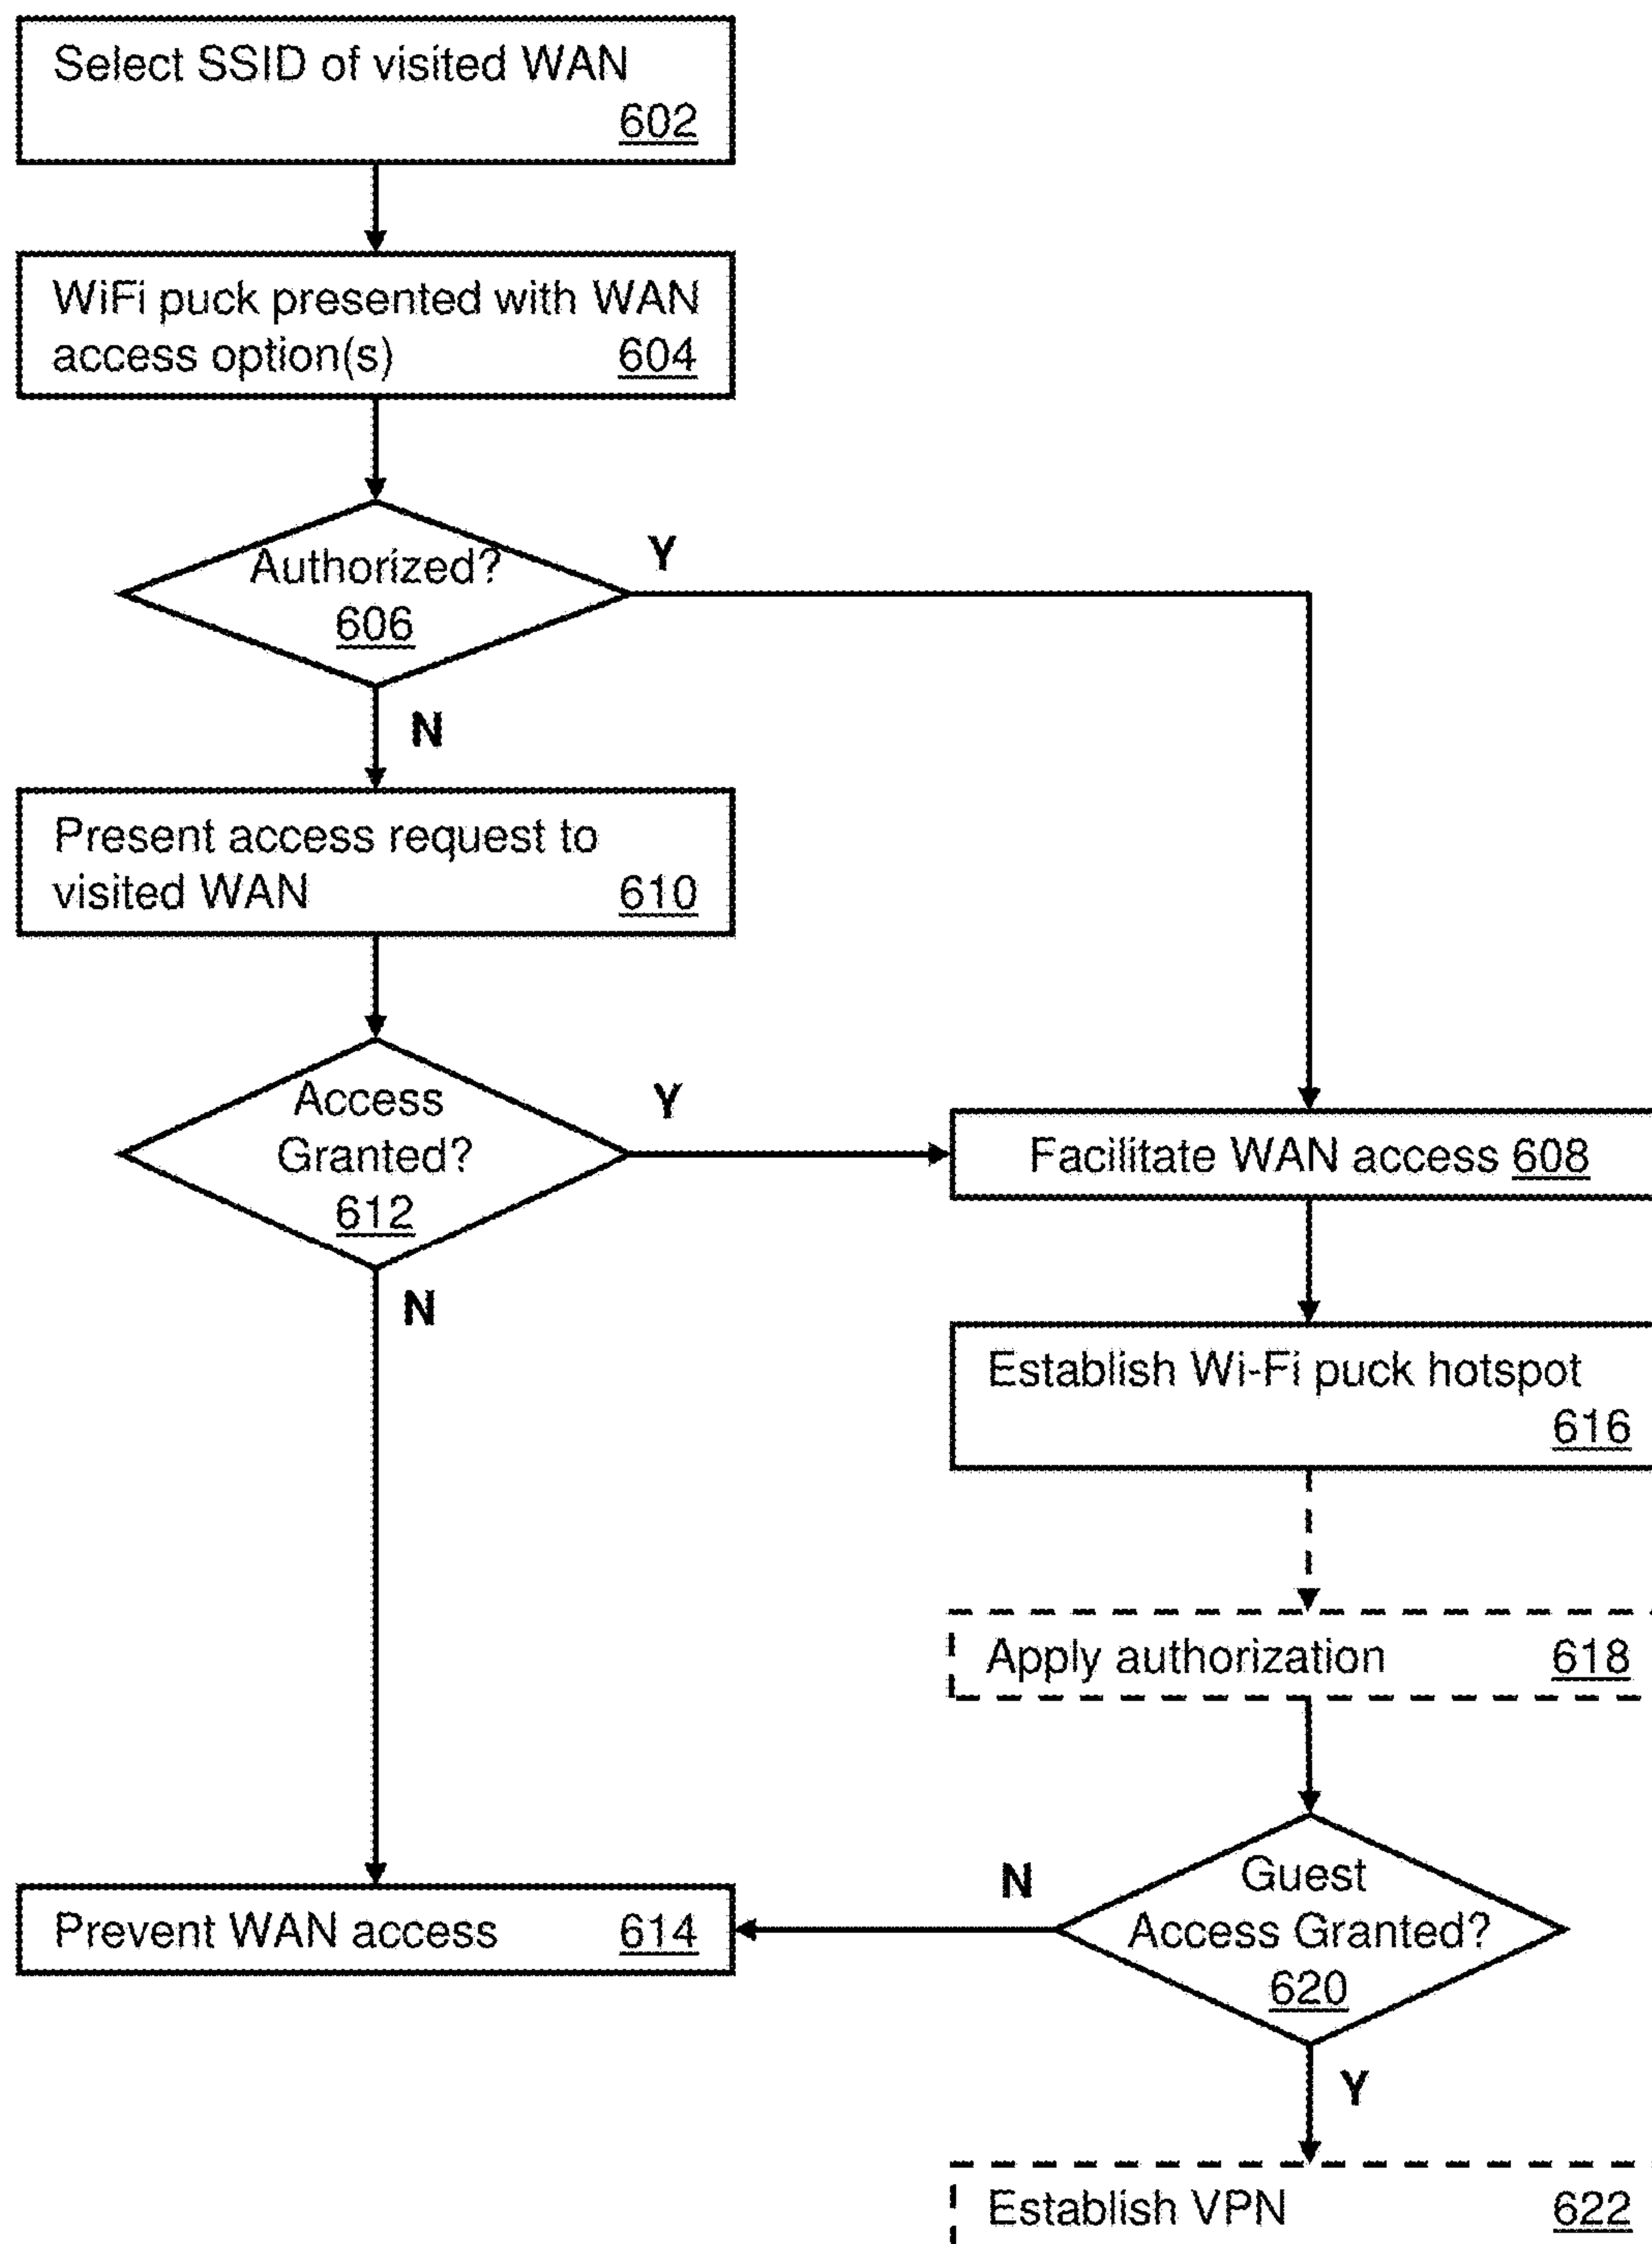 Select SSID of visited WAN
602
WiFi puck presented with WAN
access option(s) 604
Authorized?
606
Y
N
Present access request to
visited WAN 610
Access
Granted?
612
Y
N
Facilitate WAN access 608
Establish Wi-Fi puck hotspot
616
Apply authorization 618
Guest
Access Granted?
620
N
Y
Prevent WAN access 614
Establish VPN 622